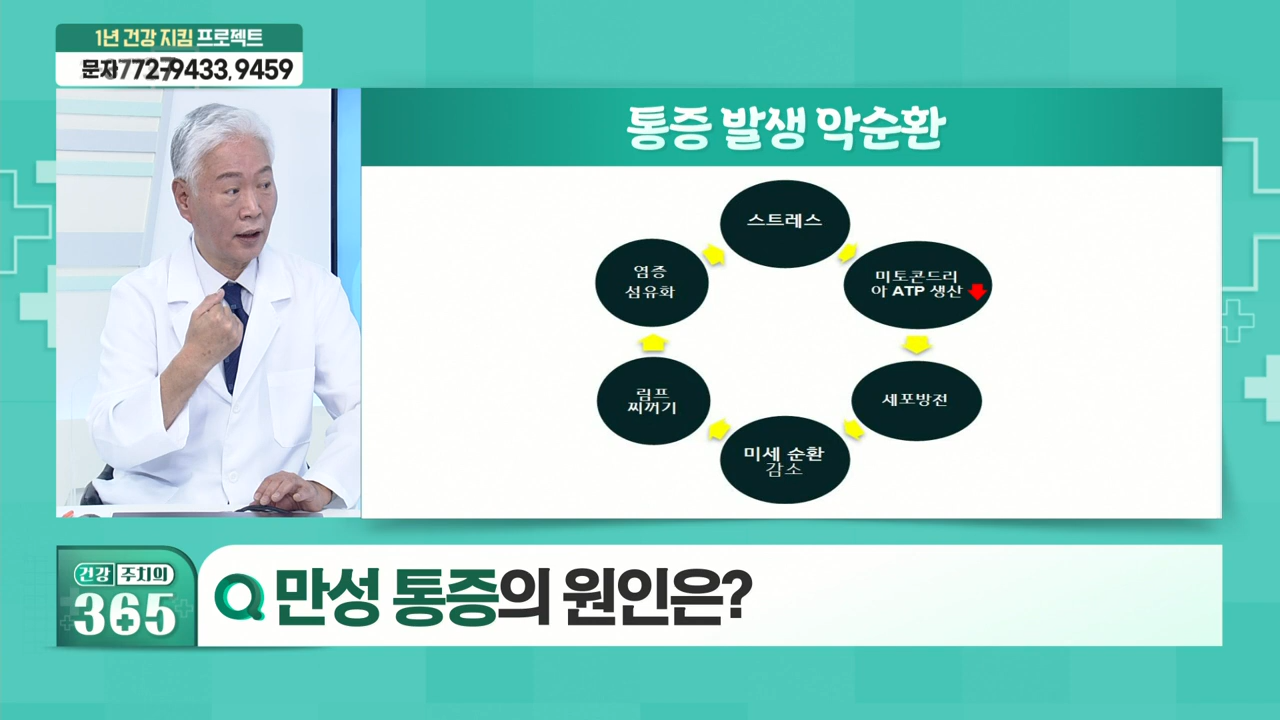 1년 건강 지킴 프로젝트
문자 772-9433, 9459
통증 발생 악순환
스트레스
미토콘드리
아 ATP 생산
세포방전
미세 순환
감소
림프
찌꺼기
염증
섬유화
건강 주치의
365
Q 만성 통증의 원인은?